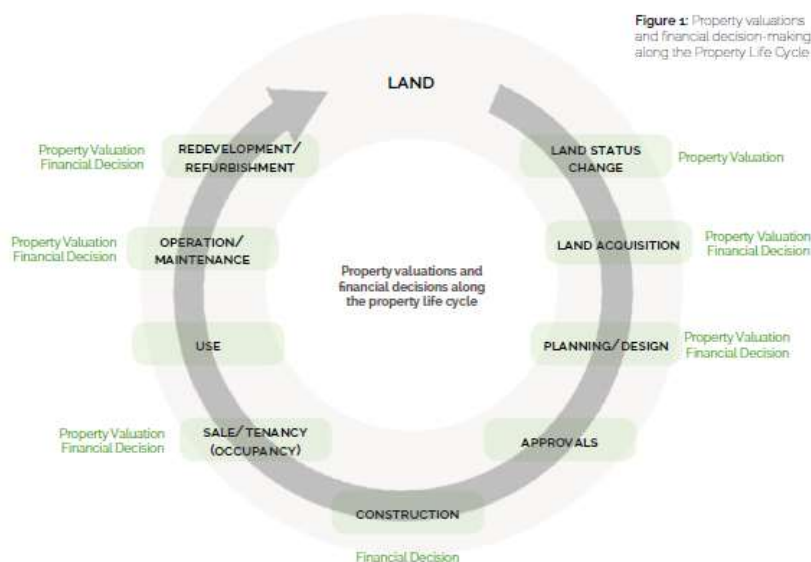 Figure 1: Property valuations
and financial decision-making
along the Property Life Cycle
LAND
LAND STATUS
CHANGE
Property Valuation
LAND ACQUISITION
Property Valuation
Financial Decision
PLANNING/DESIGN
Property Valuation
Financial Decision
APPROVALS
CONSTRUCTION
Financial Decision
SALE/TENANCY
(OCCUPANCY)
Property Valuation
Financial Decision
USE
OPERATION/
MAINTENANCE
Property Valuation
Financial Decision
REDEVELOPMENT/
REFURBISHMENT
Property Valuation
Financial Decision
Property valuations and
financial decisions along
the property life cycle